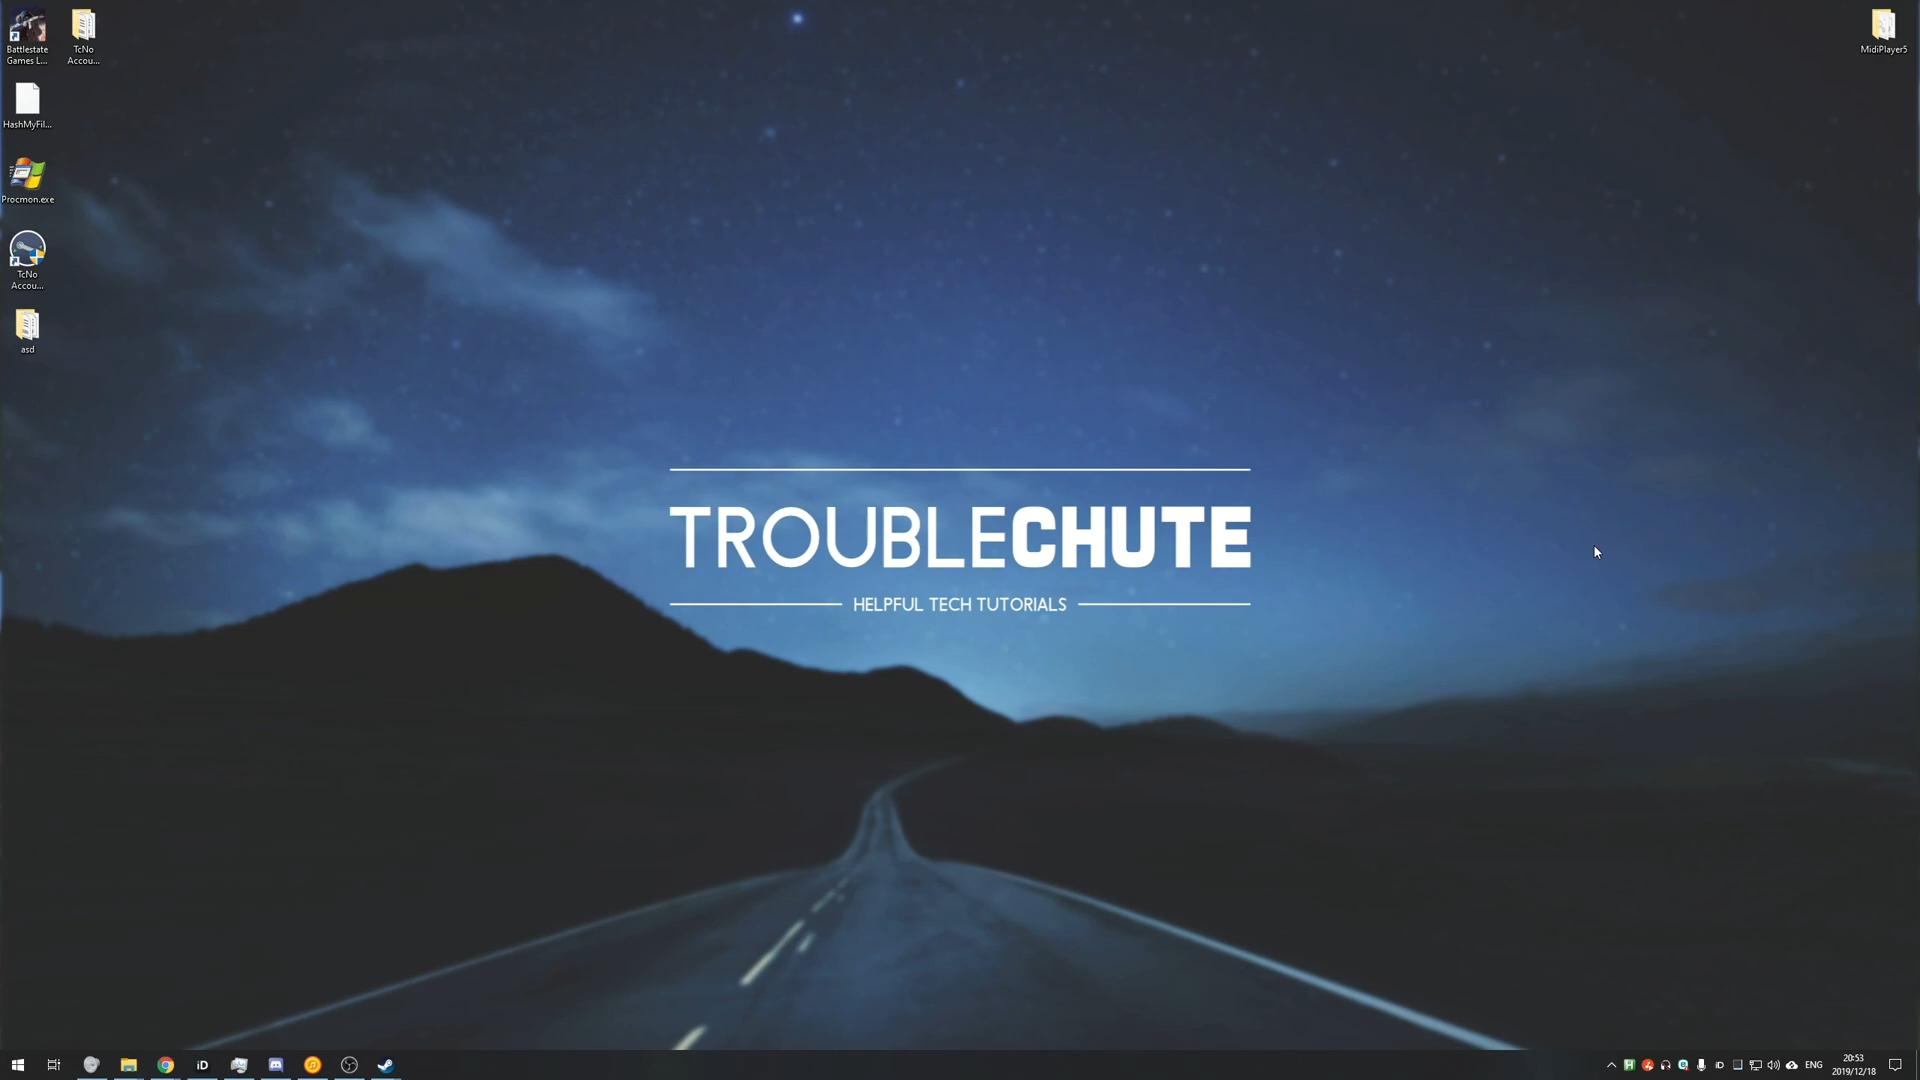 Battlestate
Games L...
TcNo
Accou...
MidiPlayer5
HashMyFil...
Procmon.exe
TcNo
Accou...
asd
TROUBLECHUTE
HELPFUL TECH TUTORIALS
iD
iD
ENG
20:53
2019/12/18